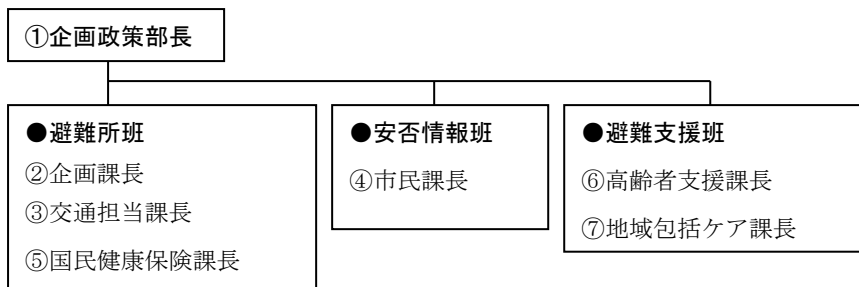 ①企画政策部長
●避難所班
②企画課長
③交通担当課長
⑤国民健康保険課長
●安否情報班
④市民課長
●避難支援班
⑥高齢者支援課長
⑦地域包括ケア課長